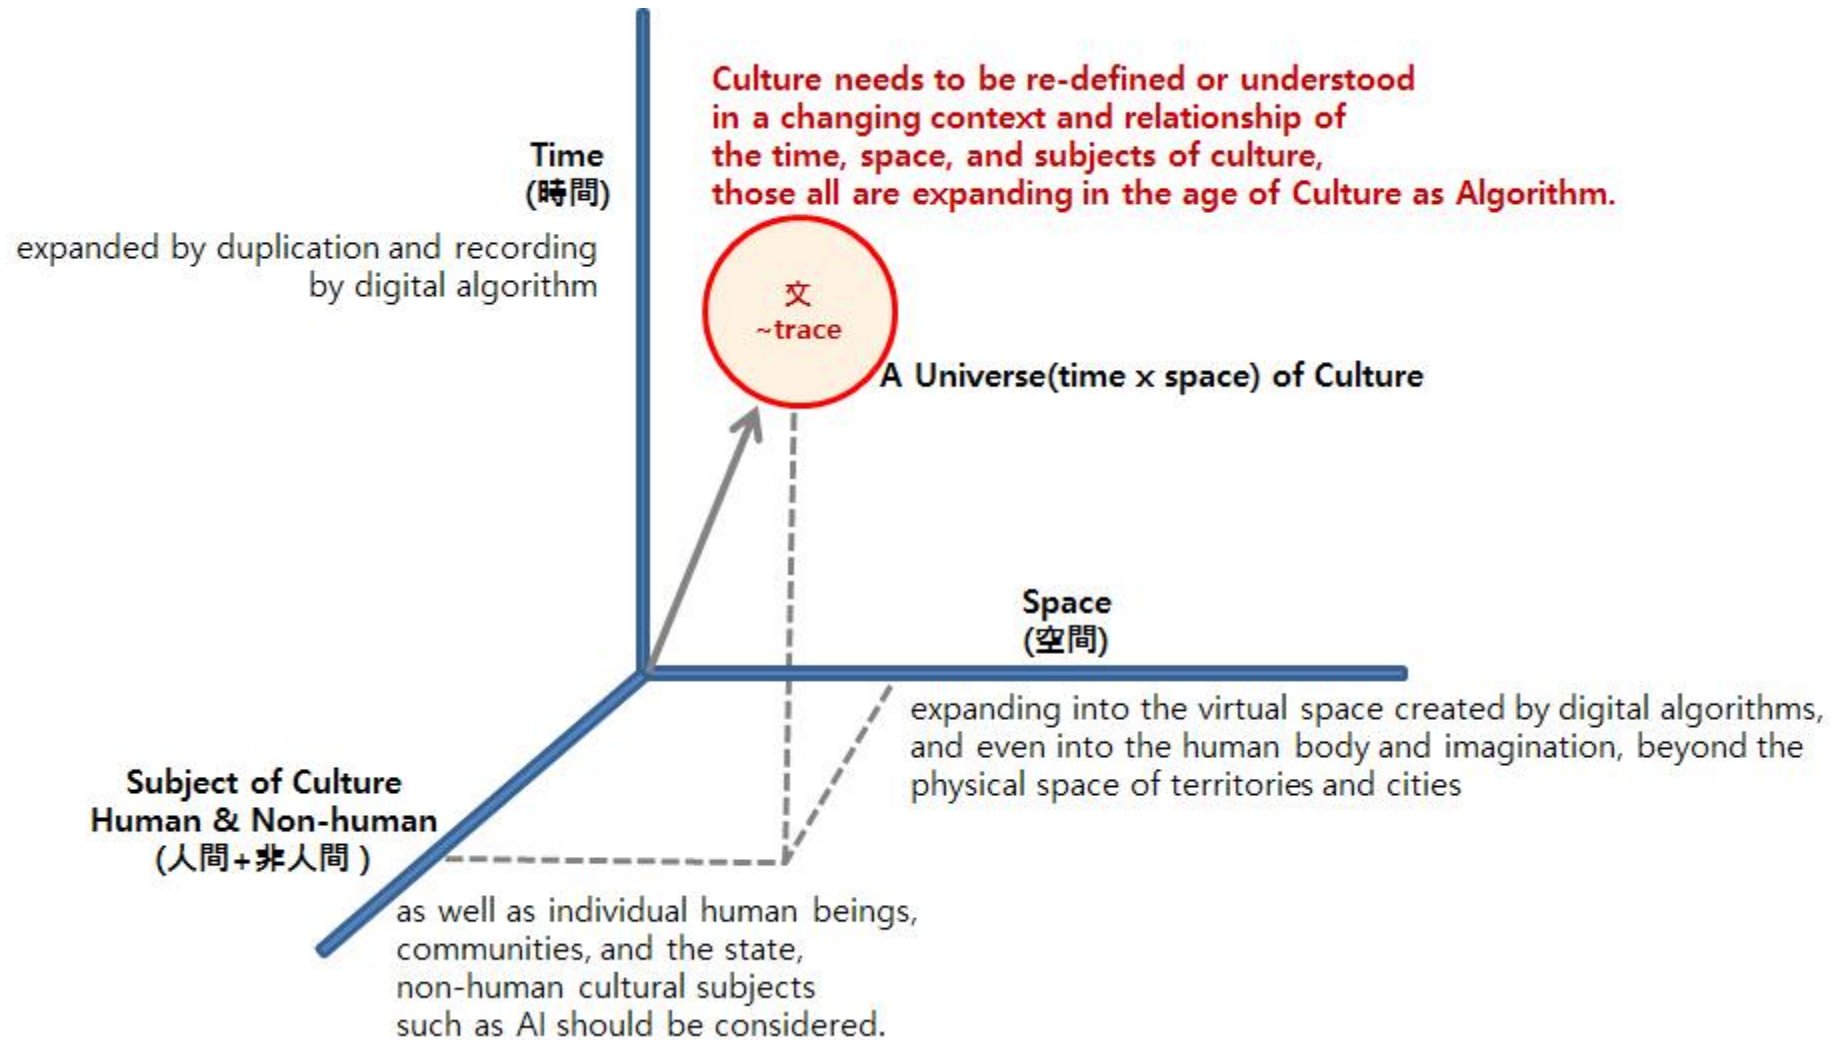 Culture needs to be re-defined or understood
in a changing context and relationship of
the time, space, and subjects of culture,
those all are expanding in the age of Culture as Algorithm.
Time
(時間)
expanded by duplication and recording
by digital algorithm
文
~trace
A Universe(time x space) of Culture
Space
(空間)
expanding into the virtual space created by digital algorithms,
and even into the human body and imagination, beyond the
physical space of territories and cities
Subject of Culture
Human & Non-human
(人間+非人間 )
as well as individual human beings,
communities, and the state,
non-human cultural subjects
such as AI should be considered.